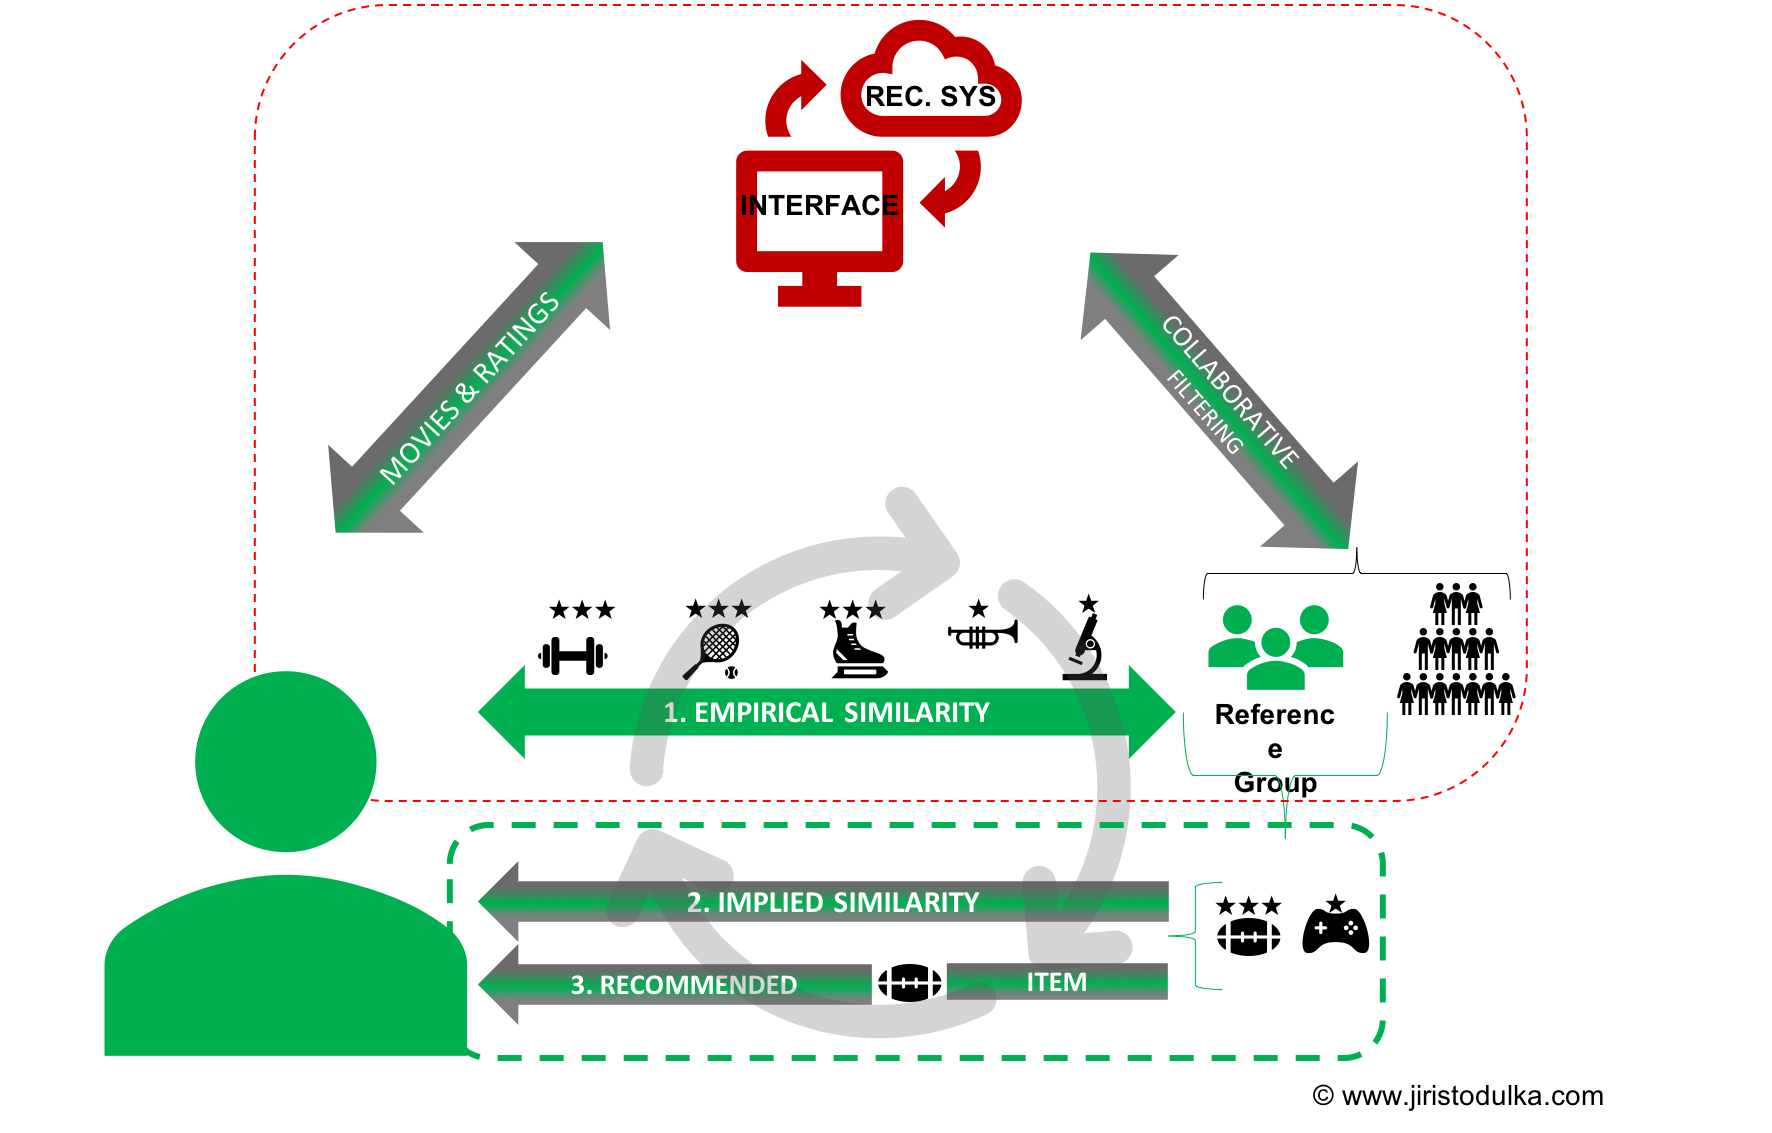 REC. SYS
INTERFACE
MOVIES & RATINGS
COLLABORATIVE
FILTERING
1. EMPIRICAL SIMILARITY
Referenc
e
Group
2. IMPLIED SIMILARITY
3. RECOMMENDED
ITEM
© www.jiristodulka.com